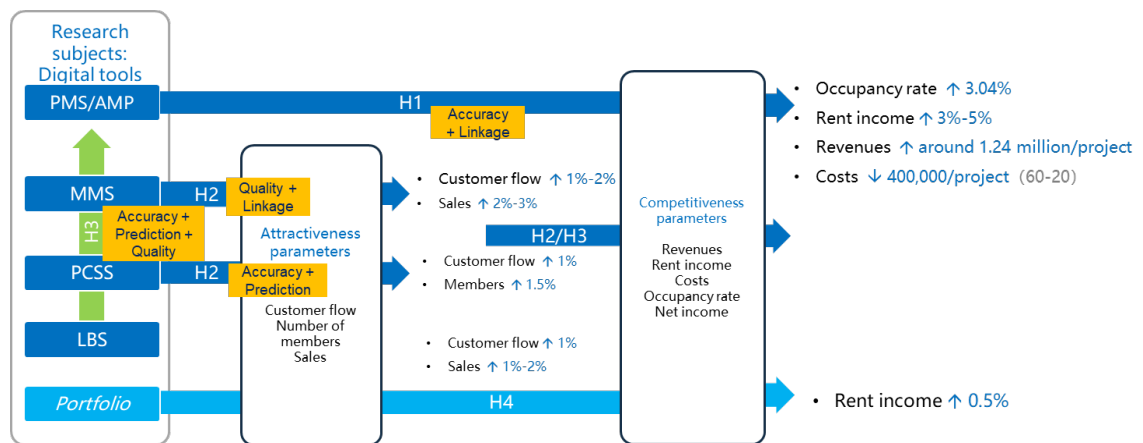 Research
subjects:
Digital tools
PMS/AMP
MMS
H3
PCSS
LBS
Portfolio
H1
Accuracy
+ Linkage
H2
Quality +
Linkage
Accuracy +
Prediction +
Quality
H2
Accuracy +
Prediction
Attractiveness
parameters
Customer flow
Number of
members
Sales
• Customer flow ↑ 1%-2%
• Sales ↑ 2%-3%
H2/H3
• Customer flow ↑ 1%
• Members ↑ 1.5%
• Customer flow ↑ 1%
• Sales ↑ 1%-2%
H4
Competitiveness
parameters
Revenues
Rent income
Costs
Occupancy rate
Net income
• Occupancy rate ↑ 3.04%
• Rent income ↑ 3%-5%
• Revenues ↑ around 1.24 million/project
• Costs ↓ 400,000/project (60-20)
• Rent income ↑ 0.5%